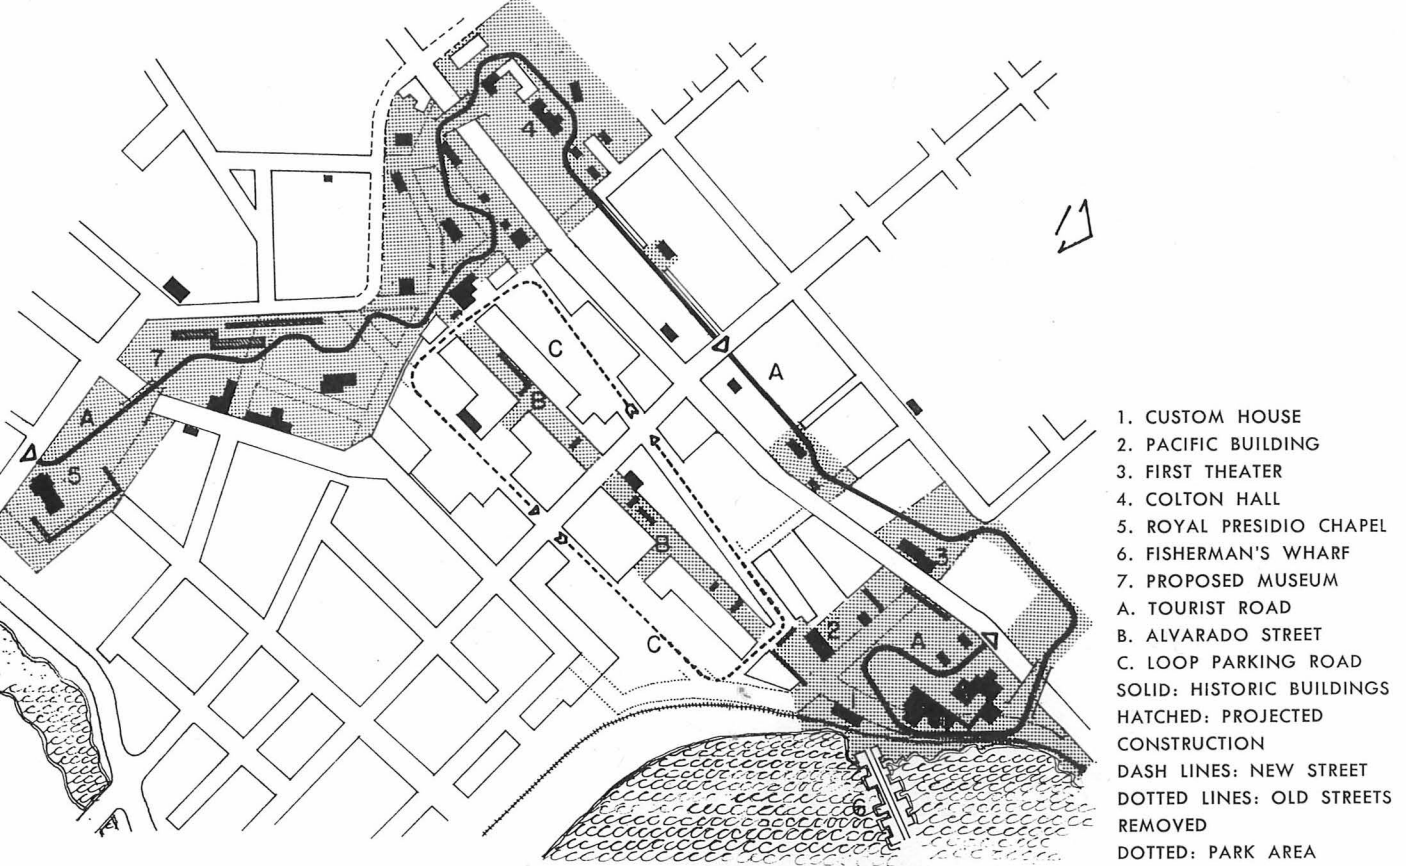 4
C
A
7
B
A
5
B
3
2
A
C
1
6
1. CUSTOM HOUSE
2. PACIFIC BUILDING
3. FIRST THEATER
4. COLTON HALL
5. ROYAL PRESIDIO CHAPEL
6. FISHERMAN'S WHARF
7. PROPOSED MUSEUM
A. TOURIST ROAD
B. ALVARADO STREET
C. LOOP PARKING ROAD
SOLID: HISTORIC BUILDINGS
HATCHED: PROJECTED
CONSTRUCTION
DASH LINES: NEW STREET
DOTTED LINES: OLD STREETS
REMOVED
DOTTED: PARK AREA